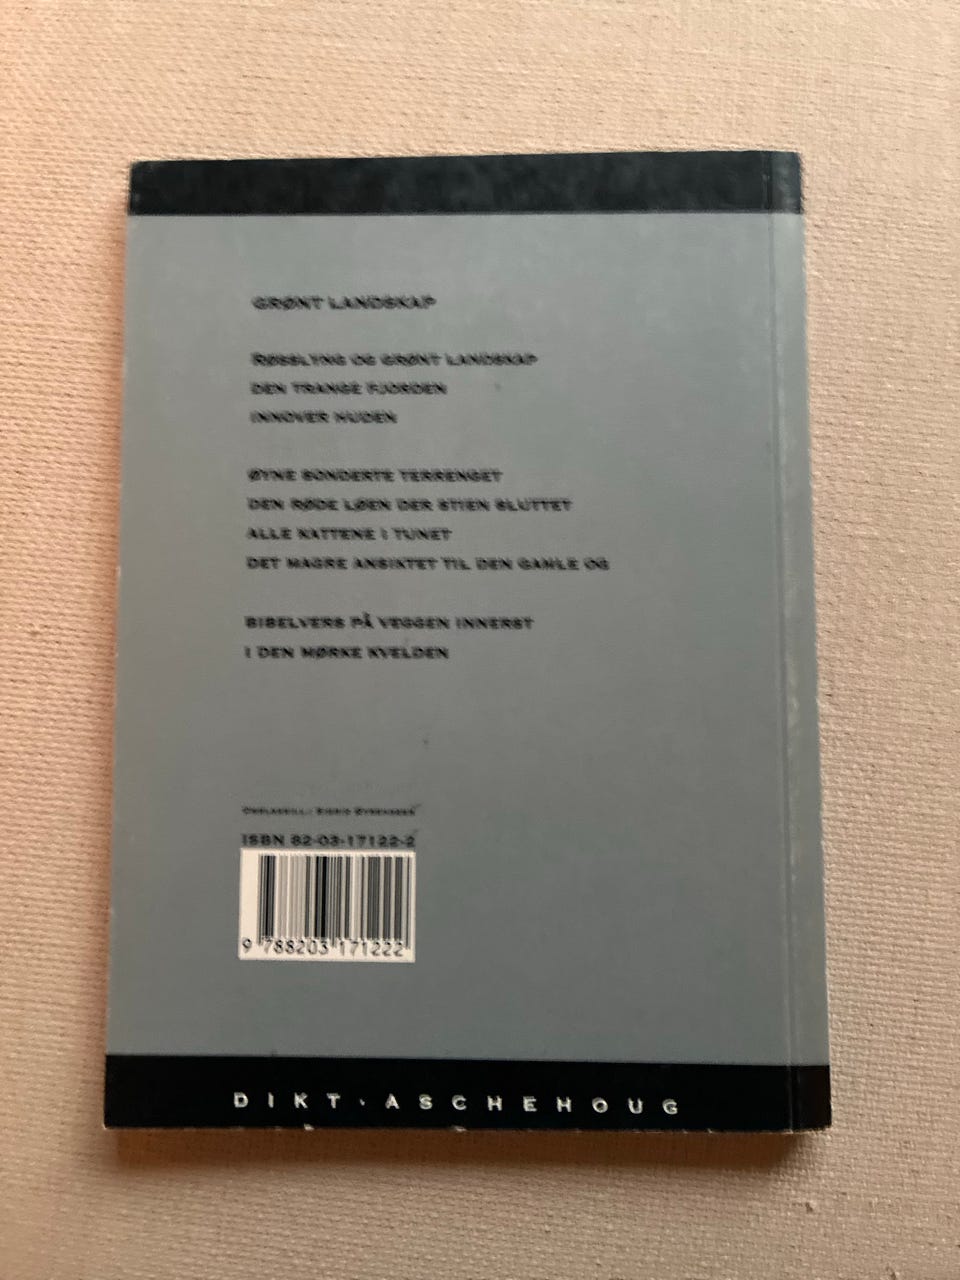 GRØNT LANDSKAP
RØSSLYNG OG GRØNT LANDSKAP
DEN TRANGE FJORDEN
INNOVER HUDEN
ØYNE SONDERTE TERRENGET
DEN RØDE LØEN DER STIEN SLUTTET
ALLE KATTENE I TUNET
DET MAGRE ANSIKTET TIL DEN GAMLE OG
BIBELVERS PÅ VEGGEN INNERST
I DEN MØRKE KVELDEN
ISBN 82-03-17122-2
9 788203 171222
DIKT · ASCHEHOUG